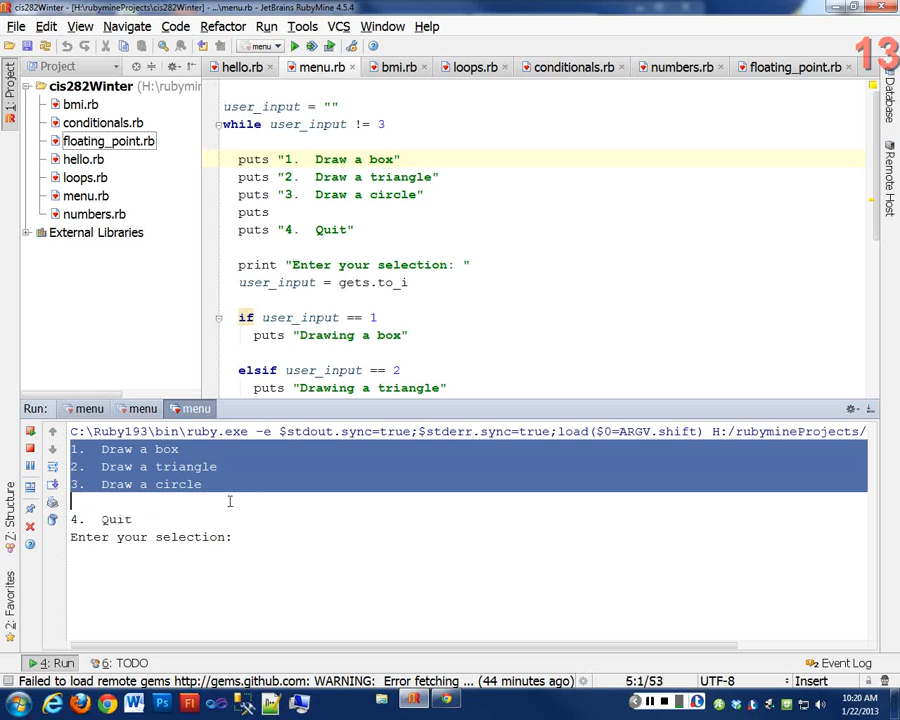 cis282Winter - [H:\rubymineProjects\cis282Winter] - ...\menu.rb - JetBrains RubyMine 4.5.4
File Edit View Navigate Code Refactor Run Tools VCS Window Help
menu
13
1: Project
Project
hello.rb menu.rb bmi.rb loops.rb conditionals.rb numbers.rb floating_point.rb
cis282Winter (H:\rubymin
bmi.rb
conditionals.rb
floating_point.rb
hello.rb
loops.rb
menu.rb
numbers.rb
External Libraries
user_input = ""
while user_input != 3
puts "1.  Draw a box"
puts "2.  Draw a triangle"
puts "3.  Draw a circle"
puts
puts "4.  Quit"
print "Enter your selection: "
user_input = gets.to_i
if user_input == 1
puts "Drawing a box"
elsif user_input == 2
puts "Drawing a triangle"
Database
Remote Host
Run: menu menu menu
C:\Ruby193\bin\ruby.exe -e $stdout.sync=true;$stderr.sync=true;load($0=ARGV.shift) H:/rubymineProjects/
1.  Draw a box
2.  Draw a triangle
3.  Draw a circle
4.  Quit
Enter your selection:
Z: Structure
2: Favorites
4: Run 6: TODO Event Log
Failed to load remote gems http://gems.github.com: WARNING: Error fetching ... (44 minutes ago) 5:1/53 UTF-8 Insert
10:20 AM
1/22/2013